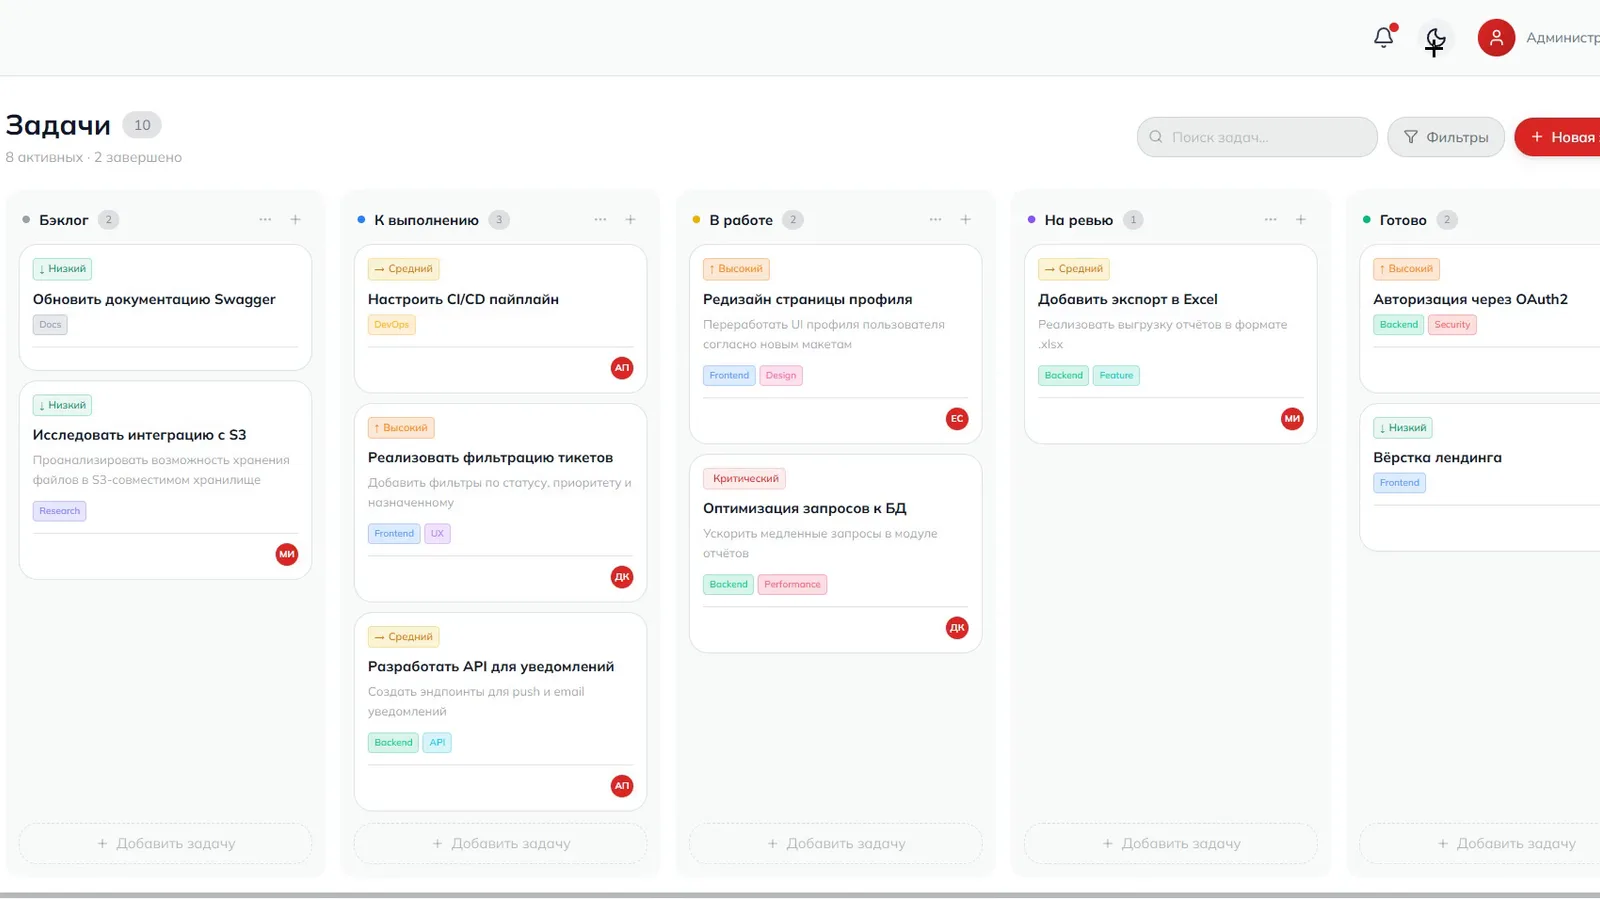 Администр
Задачи 10
8 активных · 2 завершено
Поиск задач...
Фильтры
+ Новая
Бэклог 2 ··· +
↓ Низкий
Обновить документацию Swagger
Docs
↓ Низкий
Исследовать интеграцию с S3
Проанализировать возможность хранения
файлов в S3-совместимом хранилище
Research
МИ
+ Добавить задачу
К выполнению 3 ··· +
→ Средний
Настроить CI/CD пайплайн
DevOps
АП
↑ Высокий
Реализовать фильтрацию тикетов
Добавить фильтры по статусу, приоритету и
назначенному
Frontend UX
ДК
→ Средний
Разработать API для уведомлений
Создать эндпоинты для push и email
уведомлений
Backend API
АП
+ Добавить задачу
В работе 2 ··· +
↑ Высокий
Редизайн страницы профиля
Переработать UI профиля пользователя
согласно новым макетам
Frontend Design
ЕС
Критический
Оптимизация запросов к БД
Ускорить медленные запросы в модуле
отчётов
Backend Performance
ДК
+ Добавить задачу
На ревью 1 ··· +
→ Средний
Добавить экспорт в Excel
Реализовать выгрузку отчётов в формате
.xlsx
Backend Feature
МИ
+ Добавить задачу
Готово 2
↑ Высокий
Авторизация через OAuth2
Backend Security
↓ Низкий
Вёрстка лендинга
Frontend
+ Добавить задачу